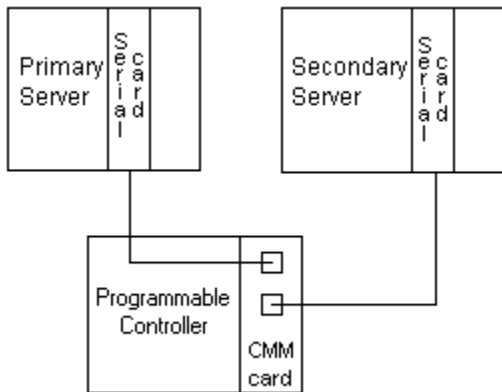 Primary
Server
Serial
card
Secondary
Server
Serial
card
Programmable
Controller
CMM
card